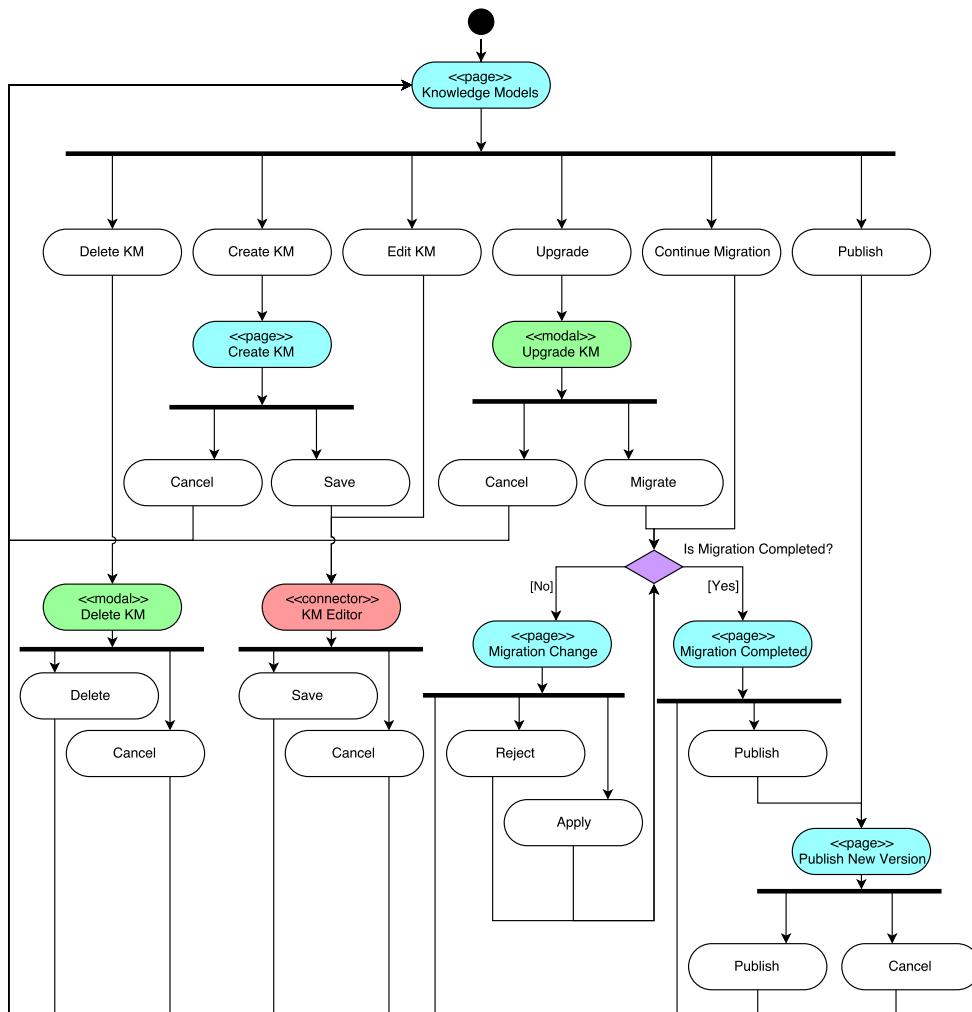 <<page>>
Knowledge Models
Delete KM
Create KM
Edit KM
Upgrade
Continue Migration
Publish
<<page>>
Create KM
<<modal>>
Upgrade KM
Cancel
Save
Cancel
Migrate
Is Migration Completed?
[No]
[Yes]
<<modal>>
Delete KM
<<connector>>
KM Editor
<<page>>
Migration Change
<<page>>
Migration Completed
Delete
Save
Cancel
Cancel
Reject
Publish
Apply
<<page>>
Publish New Version
Publish
Cancel